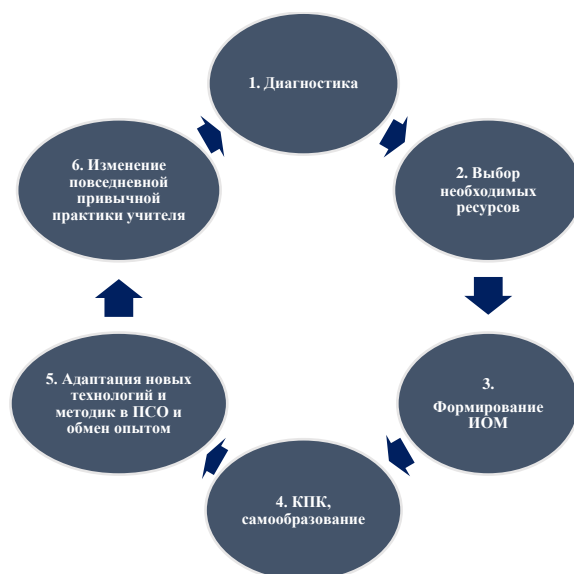 1. Диагностика
2. Выбор
необходимых
ресурсов
3.
Формирование
ИОМ
4. КПК,
самообразование
5. Адаптация новых
технологий и
методик в ПСО и
обмен опытом
6. Изменение
повседневной
привычной
практики учителя